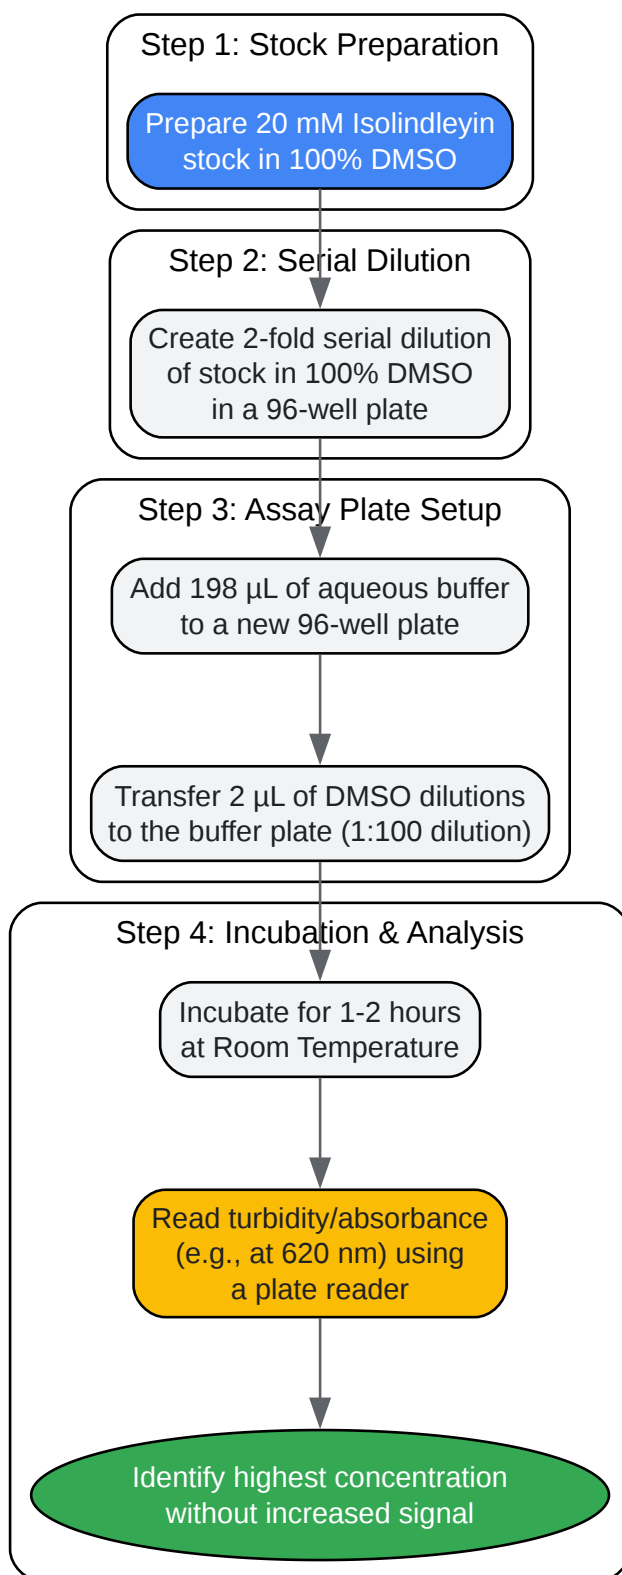 Step 1: Stock Preparation
Prepare 20 mM Isolindleyin
stock in 100% DMSO
Step 2: Serial Dilution
Create 2-fold serial dilution
of stock in 100% DMSO
in a 96-well plate
Step 3: Assay Plate Setup
Add 198 µL of aqueous buffer
to a new 96-well plate
Transfer 2 µL of DMSO dilutions
to the buffer plate (1:100 dilution)
Step 4: Incubation & Analysis
Incubate for 1-2 hours
at Room Temperature
Read turbidity/absorbance
(e.g., at 620 nm) using
a plate reader
Identify highest concentration
without increased signal